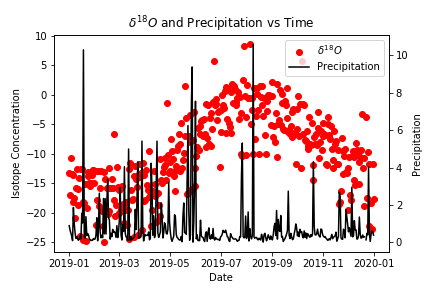 δ¹⁸O and Precipitation vs Time
δ¹⁸O
Precipitation
Isotope Concentration
10
5
0
−5
−10
−15
−20
−25
10
8
6
4
2
0
Precipitation
2019-01 2019-03 2019-05 2019-07 2019-09 2019-11 2020-01
Date